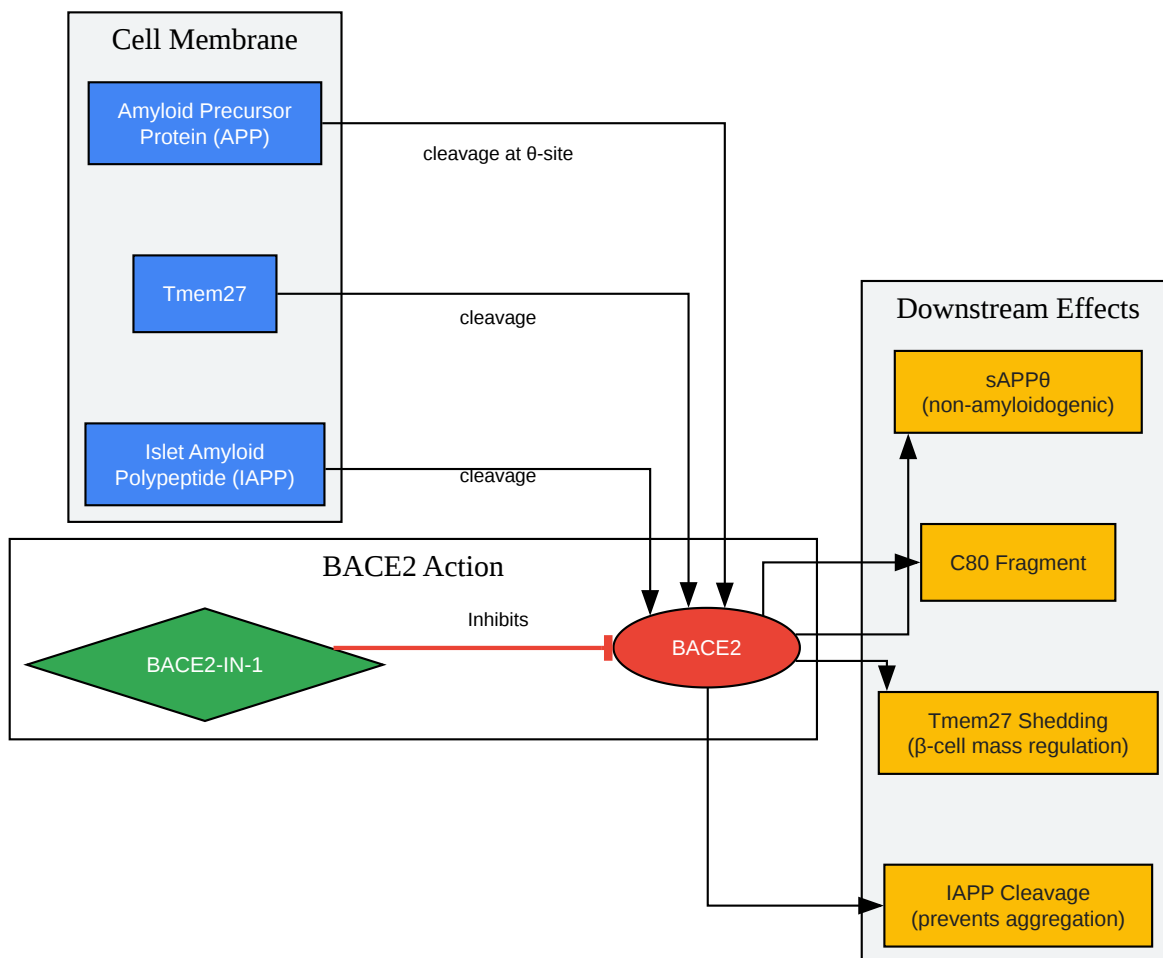 Cell Membrane
Amyloid Precursor
Protein (APP)
cleavage at θ-site
Tmem27
cleavage
Islet Amyloid
Polypeptide (IAPP)
cleavage
BACE2 Action
BACE2-IN-1
Inhibits
BACE2
Downstream Effects
sAPPθ
(non-amyloidogenic)
C80 Fragment
Tmem27 Shedding
(β-cell mass regulation)
IAPP Cleavage
(prevents aggregation)